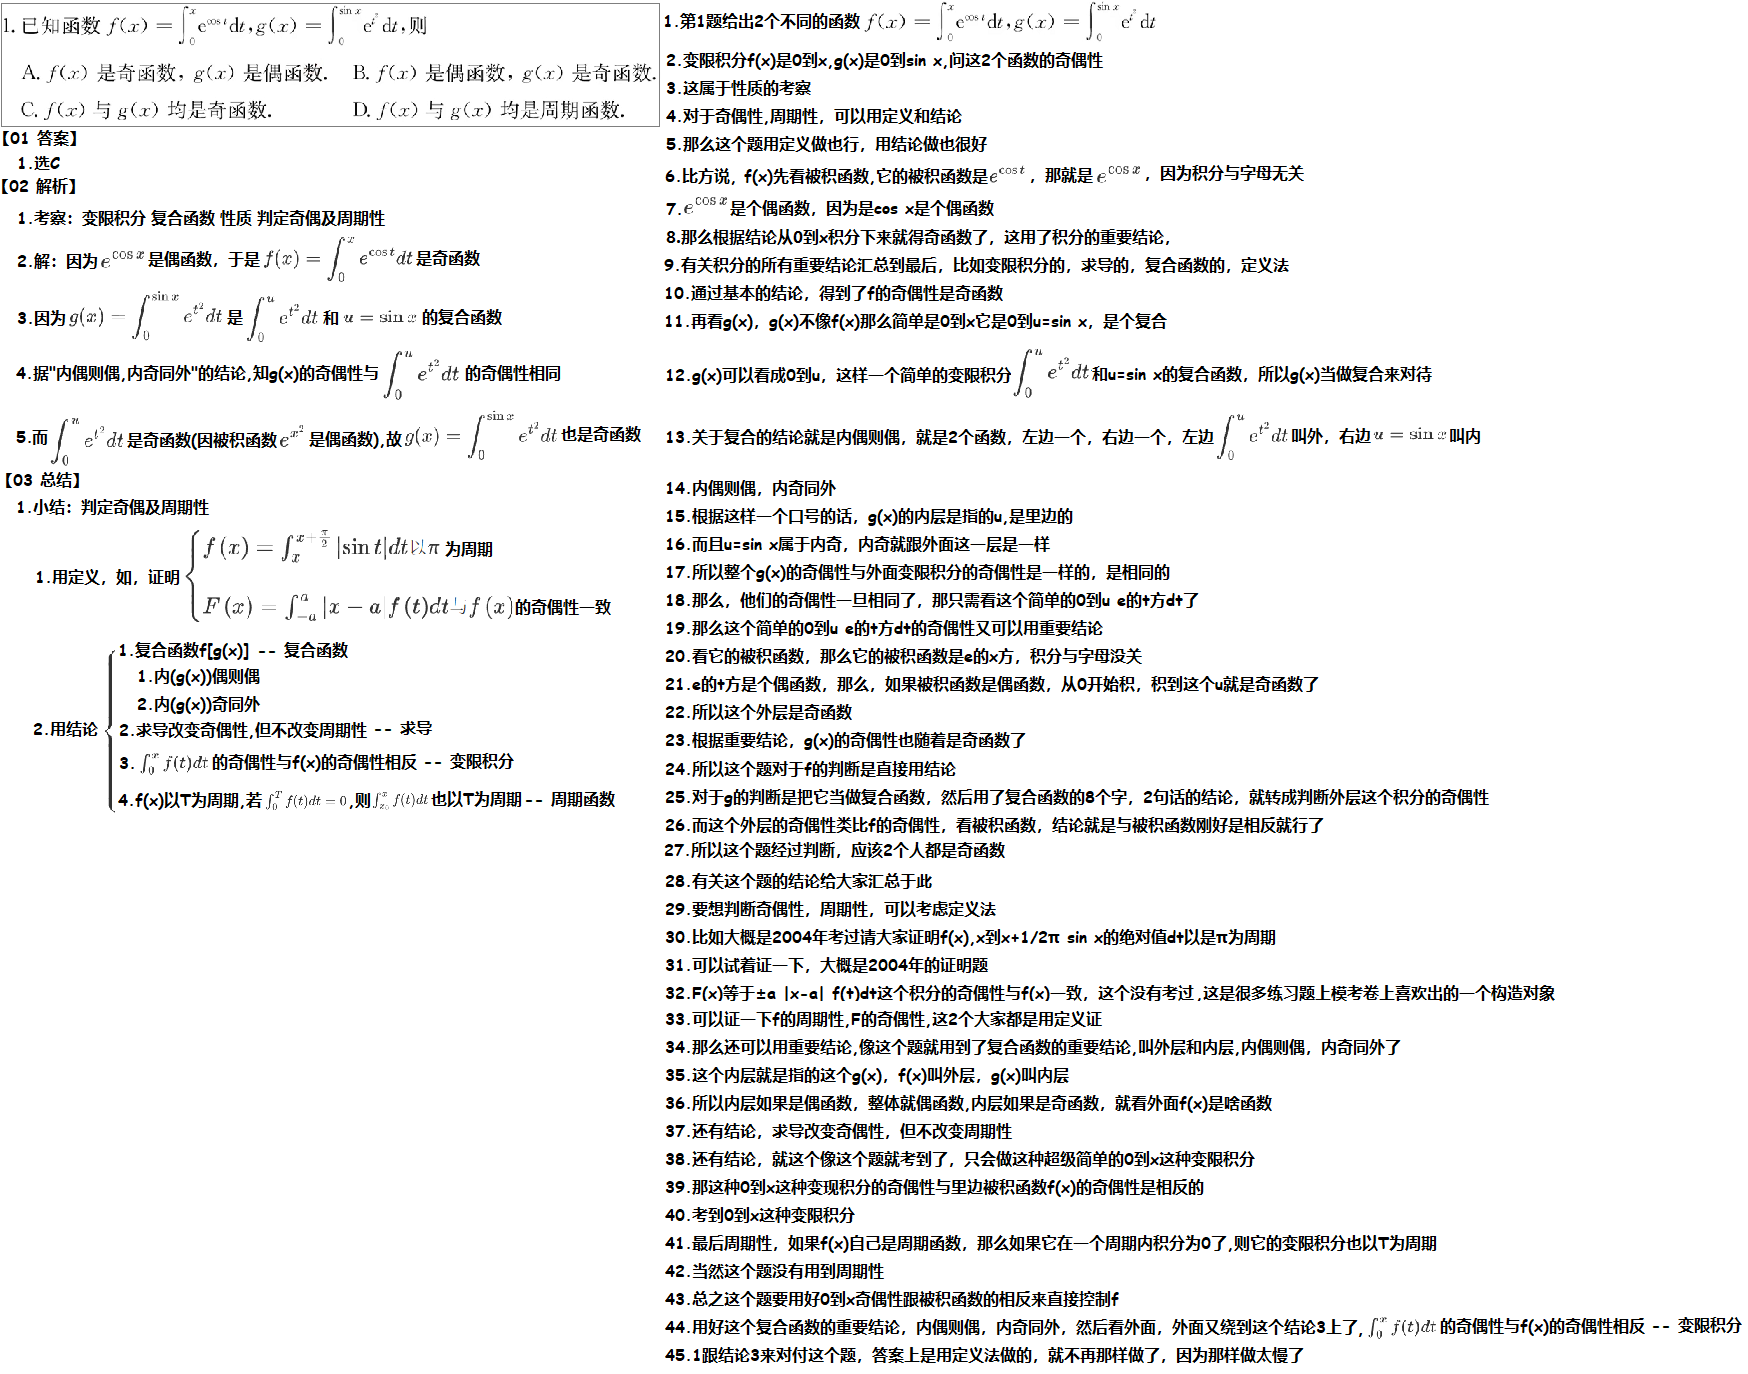 1. 已知函数 f(x) = ∫₀ˣ e^{cos t}dt, g(x) = ∫₀^{sin x} e^{t²} dt, 则
A. f(x) 是奇函数, g(x) 是偶函数. B. f(x) 是偶函数, g(x) 是奇函数.
C. f(x) 与 g(x) 均是奇函数. D. f(x) 与 g(x) 均是周期函数.
【01 答案】
1.选C
【02 解析】
1.考察：变限积分 复合函数 性质 判定奇偶及周期性
2.解：因为 e^{cos x} 是偶函数，于是 f(x) = ∫₀ˣ e^{cos t}dt 是奇函数
3.因为 g(x) = ∫₀^{sin x} e^{t²}dt 是 ∫₀ᵘ e^{t²}dt 和 u = sin x 的复合函数
4.据"内偶则偶,内奇同外"的结论,知g(x)的奇偶性与 ∫₀ᵘ e^{t²}dt 的奇偶性相同
5.而 ∫₀ᵘ e^{t²}dt 是奇函数(因被积函数 e^{x²} 是偶函数),故 g(x) = ∫₀^{sin x} e^{t²}dt 也是奇函数
【03 总结】
1.小结：判定奇偶及周期性
1.用定义，如，证明
f(x) = ∫ₓ^{x+π/2} |sin t|dt以π 为周期
F(x) = ∫₋ₐᵃ |x − a|f(t)dt与f(x)的奇偶性一致
2.用结论
1.复合函数f[g(x)] -- 复合函数
1.内(g(x))偶则偶
2.内(g(x))奇同外
2.求导改变奇偶性,但不改变周期性 -- 求导
3. ∫₀ˣ f(t)dt 的奇偶性与f(x)的奇偶性相反 -- 变限积分
4.f(x)以T为周期,若 ∫₀ᵀ f(t)dt = 0 ,则 ∫_{x₀}^x f(t)dt 也以T为周期 -- 周期函数
1.第1题给出2个不同的函数 f(x) = ∫₀ˣ e^{cos t}dt, g(x) = ∫₀^{sin x} e^{t²} dt
2.变限积分f(x)是0到x,g(x)是0到sin x,问这2个函数的奇偶性
3.这属于性质的考察
4.对于奇偶性,周期性，可以用定义和结论
5.那么这个题用定义做也行，用结论做也很好
6.比方说，f(x)先看被积函数,它的被积函数是 e^{cos t} ，那就是 e^{cos x} ，因为积分与字母无关
7. e^{cos x} 是个偶函数，因为是cos x是个偶函数
8.那么根据结论从0到x积分下来就得奇函数了，这用了积分的重要结论，
9.有关积分的所有重要结论汇总到最后，比如变限积分的，求导的，复合函数的，定义法
10.通过基本的结论，得到了f的奇偶性是奇函数
11.再看g(x)，g(x)不像f(x)那么简单是0到x它是0到u=sin x，是个复合
12.g(x)可以看成0到u，这样一个简单的变限积分 ∫₀ᵘ e^{t²}dt 和u=sin x的复合函数，所以g(x)当做复合来对待
13.关于复合的结论就是内偶则偶，就是2个函数，左边一个，右边一个，左边 ∫₀ᵘ e^{t²}dt 叫外，右边 u = sin x 叫内
14.内偶则偶，内奇同外
15.根据这样一个口号的话，g(x)的内层是指的u,是里边的
16.而且u=sin x属于内奇，内奇就跟外面这一层是一样
17.所以整个g(x)的奇偶性与外面变限积分的奇偶性是一样的，是相同的
18.那么，他们的奇偶性一旦相同了，那只需看这个简单的0到u e的t方dt了
19.那么这个简单的0到u e的t方dt的奇偶性又可以用重要结论
20.看它的被积函数，那么它的被积函数是e的x方，积分与字母没关
21.e的t方是个偶函数，那么，如果被积函数是偶函数，从0开始积，积到这个u就是奇函数了
22.所以这个外层是奇函数
23.根据重要结论，g(x)的奇偶性也随着是奇函数了
24.所以这个题对于f的判断是直接用结论
25.对于g的判断是把它当做复合函数，然后用了复合函数的8个字，2句话的结论，就转成判断外层这个积分的奇偶性
26.而这个外层的奇偶性类比f的奇偶性，看被积函数，结论就是与被积函数刚好是相反就行了
27.所以这个题经过判断，应该2个人都是奇函数
28.有关这个题的结论给大家汇总于此
29.要想判断奇偶性，周期性，可以考虑定义法
30.比如大概是2004年考过请大家证明f(x),x到x+1/2π sin x的绝对值dt以是π为周期
31.可以试着证一下，大概是2004年的证明题
32.F(x)等于±a |x-a| f(t)dt这个积分的奇偶性与f(x)一致，这个没有考过,这是很多练习题上模考卷上喜欢出的一个构造对象
33.可以证一下f的周期性,F的奇偶性,这2个大家都是用定义证
34.那么还可以用重要结论,像这个题就用到了复合函数的重要结论,叫外层和内层,内偶则偶，内奇同外了
35.这个内层就是指的这个g(x)，f(x)叫外层，g(x)叫内层
36.所以内层如果是偶函数，整体就偶函数,内层如果是奇函数，就看外面f(x)是啥函数
37.还有结论，求导改变奇偶性，但不改变周期性
38.还有结论，就这个像这个题就考到了，只会做这种超级简单的0到x这种变限积分
39.那这种0到x这种变现积分的奇偶性与里边被积函数f(x)的奇偶性是相反的
40.考到0到x这种变限积分
41.最后周期性，如果f(x)自己是周期函数，那么如果它在一个周期内积分为0了,则它的变限积分也以T为周期
42.当然这个题没有用到周期性
43.总之这个题要用好0到x奇偶性跟被积函数的相反来直接控制f
44.用好这个复合函数的重要结论，内偶则偶，内奇同外，然后看外面，外面又绕到这个结论3上了, ∫₀ˣ f(t)dt 的奇偶性与f(x)的奇偶性相反 -- 变限积分
45.1跟结论3来对付这个题，答案上是用定义法做的，就不再那样做了，因为那样做太慢了